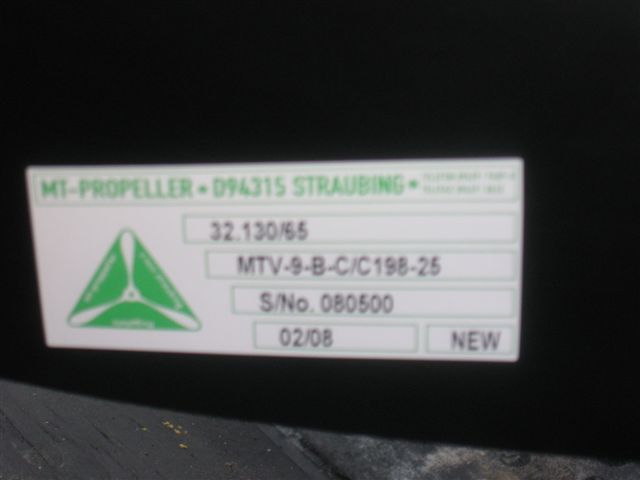 MT-PROPELLER • D94315 STRAUBING •
32.130/65
MTV-9-B-C/C198-25
S/No. 080500
02/08
NEW